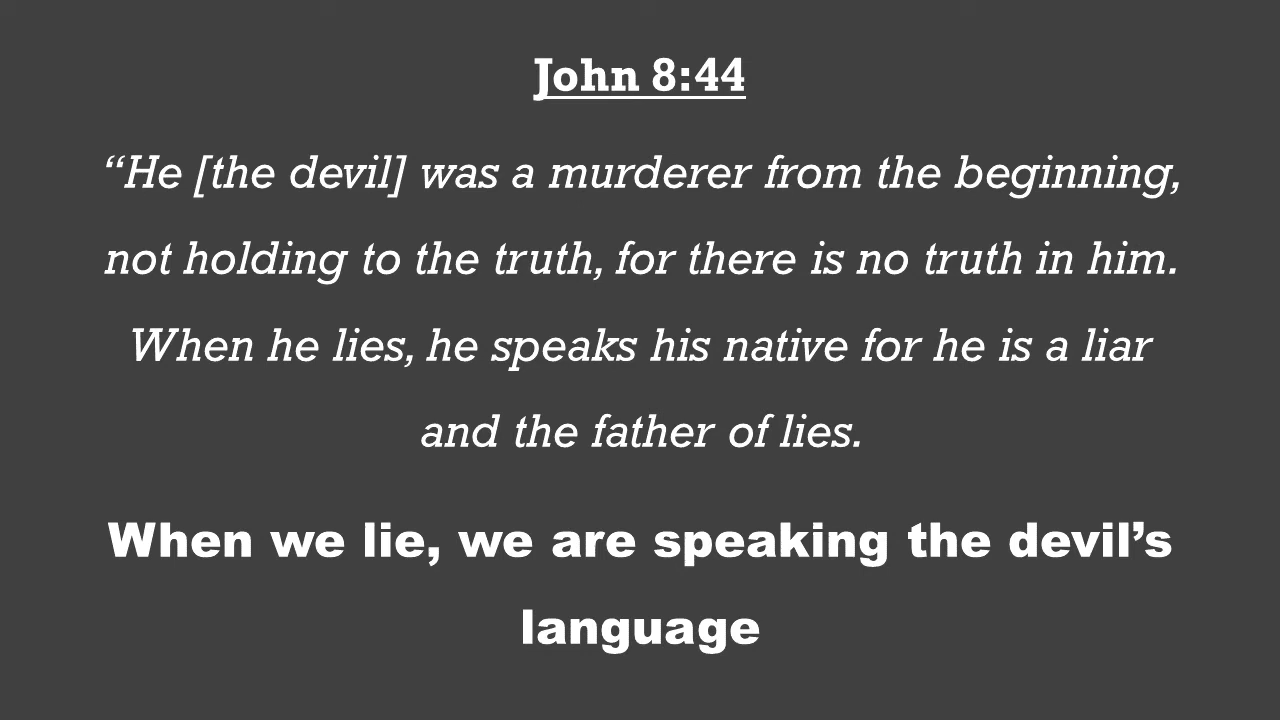 John 8:44
“He [the devil] was a murderer from the beginning,
not holding to the truth, for there is no truth in him.
When he lies, he speaks his native for he is a liar
and the father of lies.
When we lie, we are speaking the devil’s
language